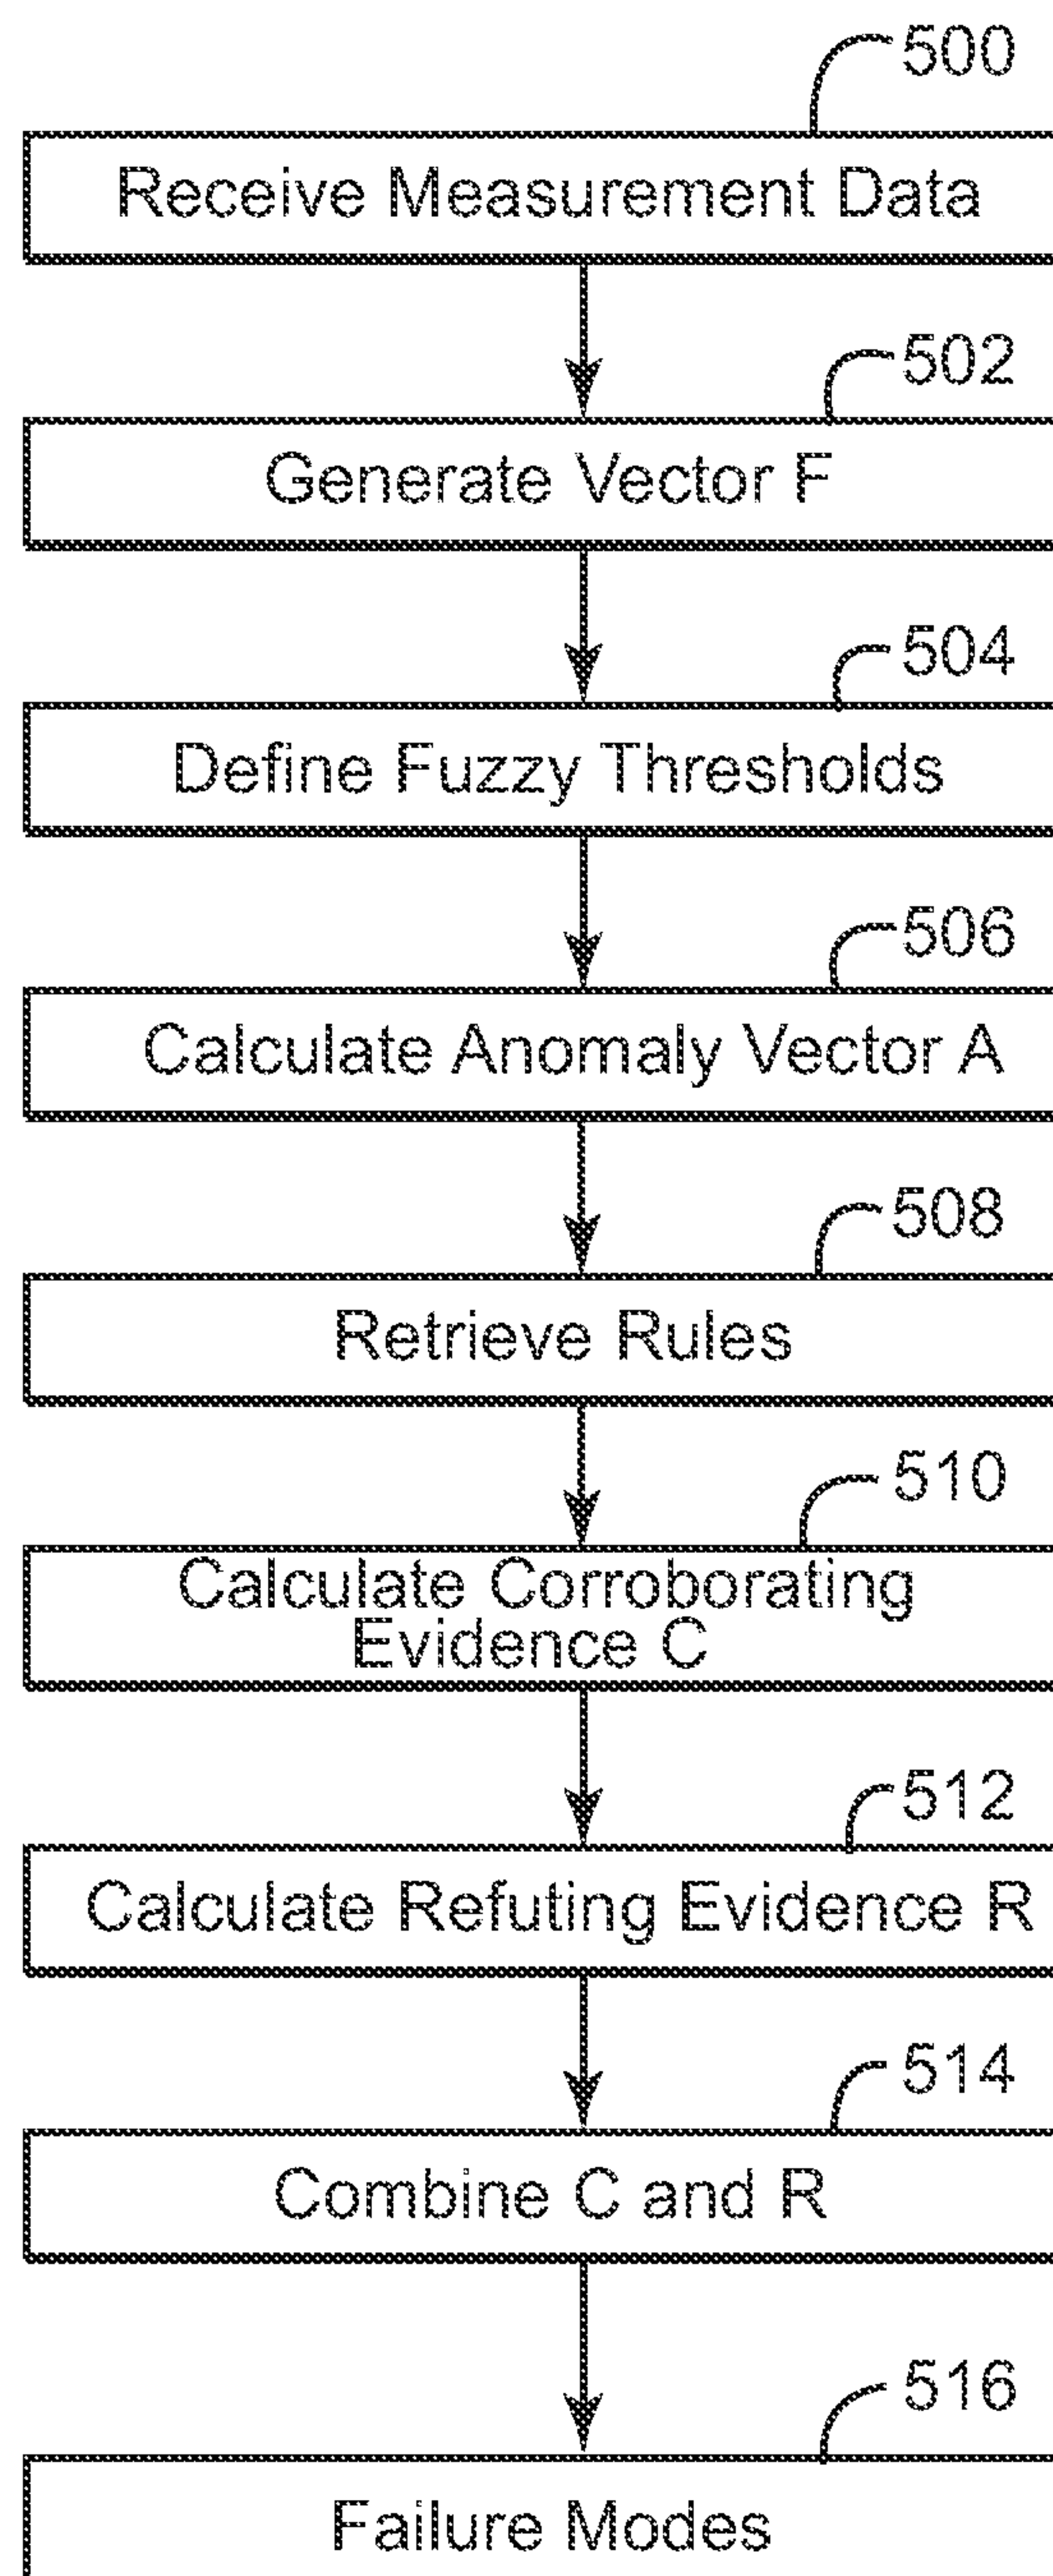 500
Receive Measurement Data
502
Generate Vector F
504
Define Fuzzy Thresholds
506
Calculate Anomaly Vector A
508
Retrieve Rules
510
Calculate Corroborating
Evidence C
512
Calculate Refuting Evidence R
514
Combine C and R
516
Failure Modes